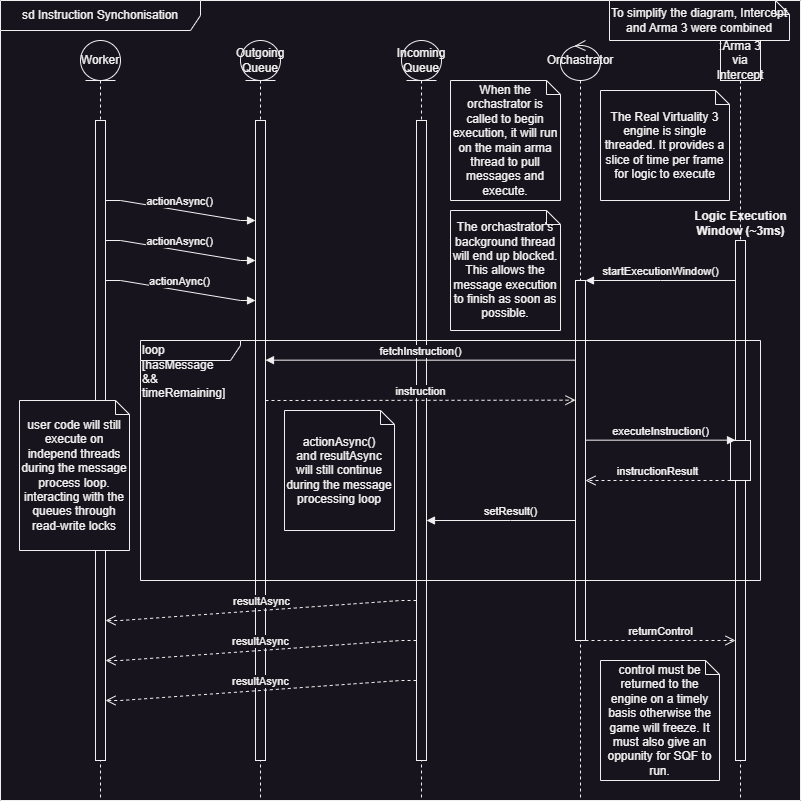 sd Instruction Synchonisation
To simplify the diagram, Intercept
and Arma 3 were combined
Worker
Outgoing
Queue
Incoming
Queue
Orchastrator
Arma 3
via
Intercept
When the
orchastrator is
called to begin
execution, it will run
on the main arma
thread to pull
messages and
execute.
The Real Virtuality 3
engine is single
threaded. It provides a
slice of time per frame
for logic to execute
actionAsync()
actionAsync()
actionAync()
The orchastrator's
background thread
will end up blocked.
This allows the
message execution
to finish as soon as
possible.
Logic Execution
Window (~3ms)
startExecutionWindow()
loop
[hasMessage
&&
timeRemaining]
fetchInstruction()
instruction
executeInstruction()
instructionResult
setResult()
user code will still
execute on
independ threads
during the message
process loop.
interacting with the
queues through
read-write locks
actionAsync()
and resultAsync
will still continue
during the message
processing loop
resultAsync
resultAsync
resultAsync
returnControl
control must be
returned to the
engine on a timely
basis otherwise the
game will freeze. It
must also give an
oppunity for SQF to
run.